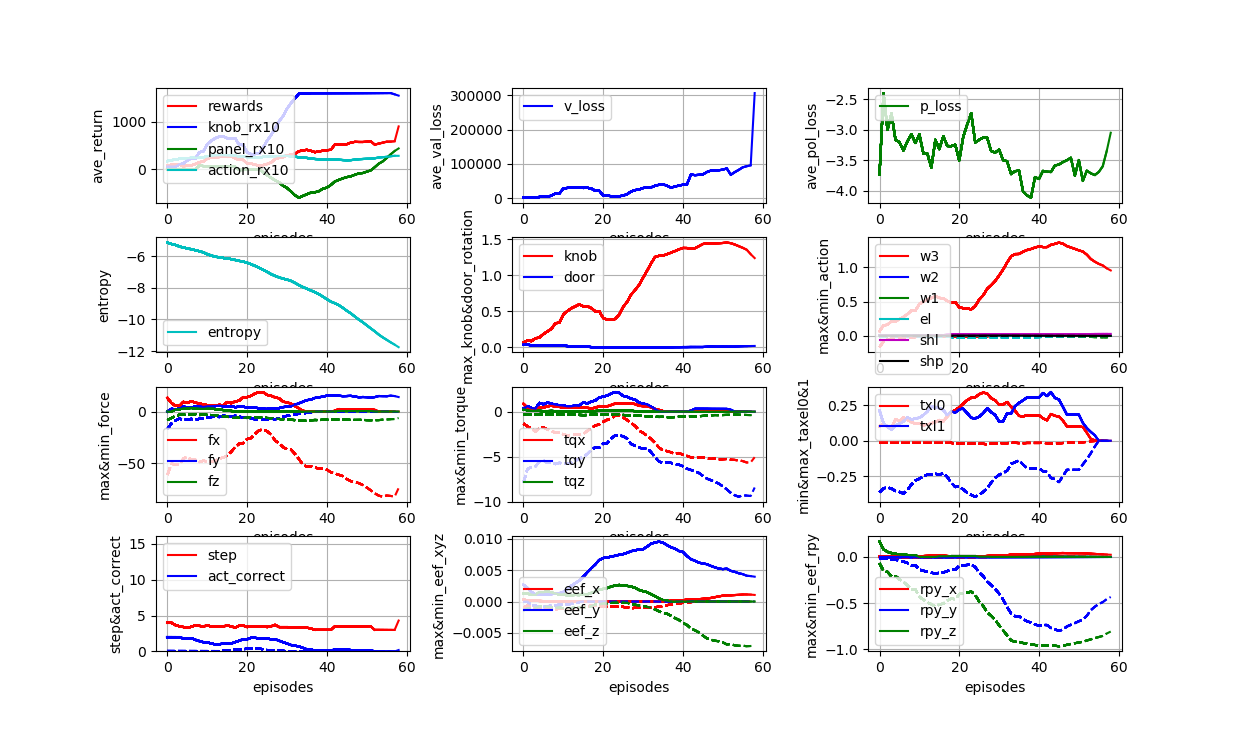 ave_return
1000
0
rewards
knob_rx10
panel_rx10
action_rx10
0 20 40 60
episodes
ave_val_loss
300000
200000
100000
0
v_loss
0 20 40 60
ave_pol_loss
−2.5
−3.0
−3.5
−4.0
p_loss
0 20 40 60
entropy
−6
−8
−10
−12
entropy
0 20 40 60
episodes
max_knob&door_rotation
1.5
1.0
0.5
0.0
knob
door
0 20 40 60
episodes
max&min_action
1.0
0.5
0.0
w3
w2
w1
el
shl
shp
0 20 40 60
episodes
max&min_force
0
−50
fx
fy
fz
0 20 40 60
max&min_torque
0
−5
−10
tqx
tqy
tqz
0 20 40 60
episodes
min&max_taxel0&1
0.25
0.00
−0.25
txl0
txl1
0 20 40 60
episodes
step&act_correct
15
10
5
0
step
act_correct
0 20 40 60
episodes
max&min_eef_xyz
0.010
0.005
0.000
−0.005
eef_x
eef_y
eef_z
0 20 40 60
episodes
max&min_eef_rpy
0.0
−0.5
−1.0
rpy_x
rpy_y
rpy_z
0 20 40 60
episodes